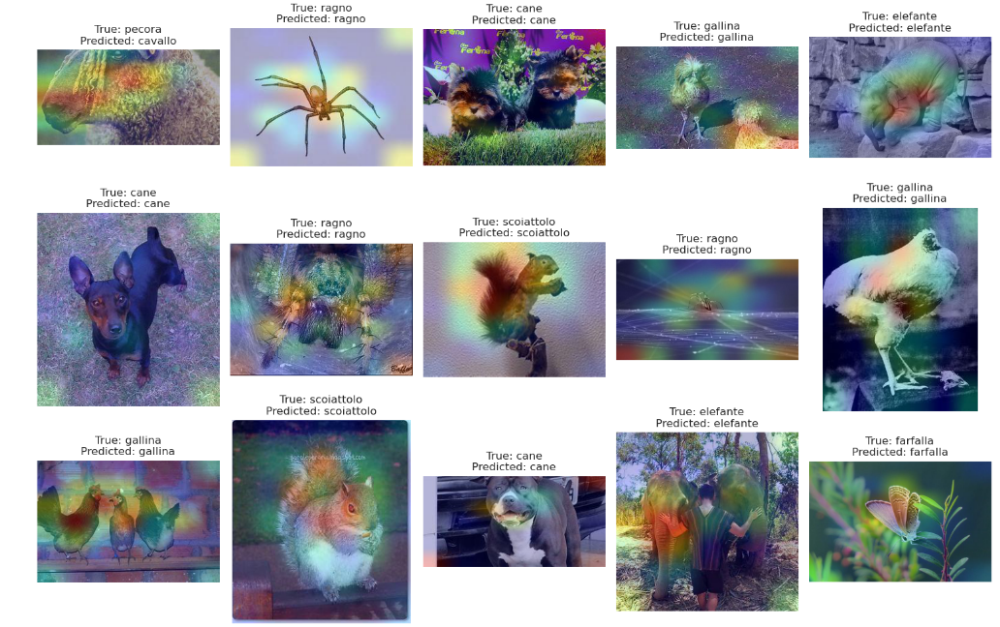 True: pecora
Predicted: cavallo
True: ragno
Predicted: ragno
True: cane
Predicted: cane
True: gallina
Predicted: gallina
True: elefante
Predicted: elefante
True: cane
Predicted: cane
True: ragno
Predicted: ragno
True: scoiattolo
Predicted: scoiattolo
True: ragno
Predicted: ragno
True: gallina
Predicted: gallina
True: gallina
Predicted: gallina
True: scoiattolo
Predicted: scoiattolo
True: cane
Predicted: cane
True: elefante
Predicted: elefante
True: farfalla
Predicted: farfalla